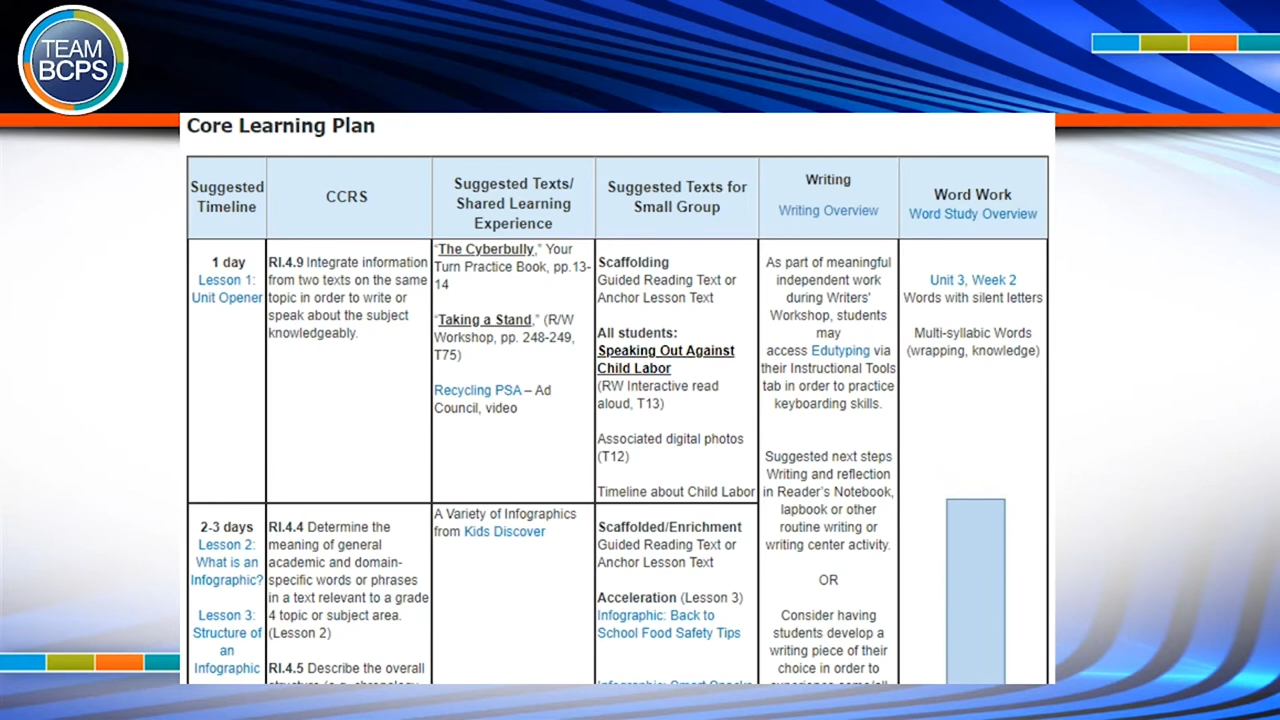 TEAM
BCPS
Core Learning Plan
Suggested
Timeline
CCRS
Suggested Texts/
Shared Learning
Experience
Suggested Texts for
Small Group
Writing
Writing Overview
Word Work
Word Study Overview
1 day
Lesson 1:
Unit Opener
RI.4.9 Integrate information
from two texts on the same
topic in order to write or
speak about the subject
knowledgeably.
“The Cyberbully,” Your
Turn Practice Book, pp.13-
14
“Taking a Stand,” (R/W
Workshop, pp. 248-249,
T75)
Recycling PSA – Ad
Council, video
Scaffolding
Guided Reading Text or
Anchor Lesson Text
All students:
Speaking Out Against
Child Labor
(RW Interactive read
aloud, T13)
Associated digital photos
(T12)
Timeline about Child Labor
As part of meaningful
independent work
during Writers'
Workshop, students
may
access Edutyping via
their Instructional Tools
tab in order to practice
keyboarding skills.
Suggested next steps
Writing and reflection
in Reader's Notebook,
lapbook or other
routine writing or
writing center activity.
OR
Consider having
students develop a
writing piece of their
choice in order to
Unit 3, Week 2
Words with silent letters
Multi-syllabic Words
(wrapping, knowledge)
2-3 days
Lesson 2:
What is an
Infographic?
Lesson 3:
Structure of
an
Infographic
RI.4.4 Determine the
meaning of general
academic and domain-
specific words or phrases
in a text relevant to a grade
4 topic or subject area.
(Lesson 2)
RI.4.5 Describe the overall
A Variety of Infographics
from Kids Discover
Scaffolded/Enrichment
Guided Reading Text or
Anchor Lesson Text
Acceleration (Lesson 3)
Infographic: Back to
School Food Safety Tips